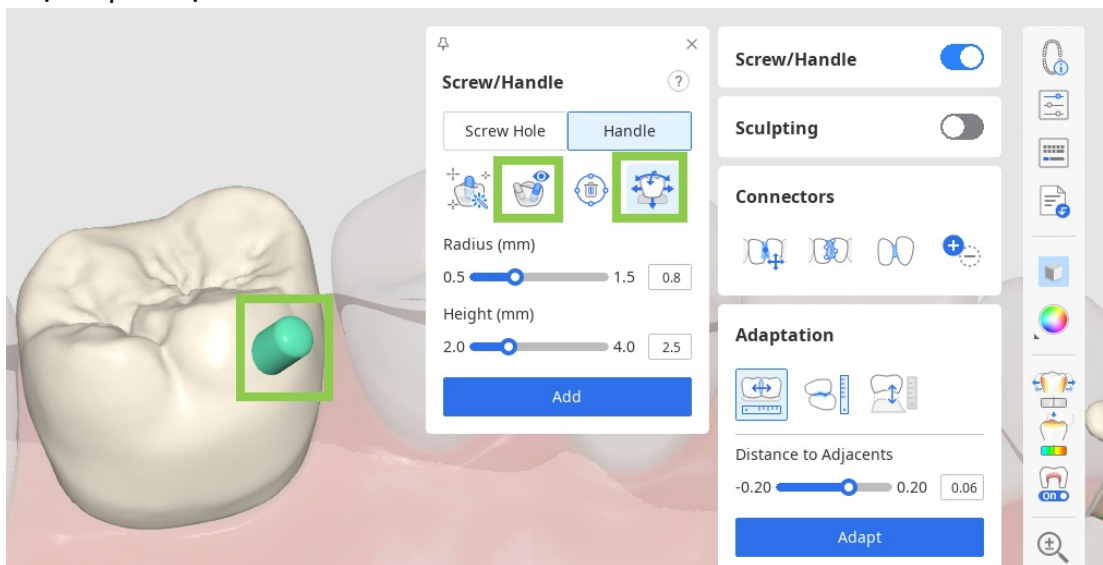 Screw/Handle
?
Screw Hole
Handle
Radius (mm)
0.5
1.5
0.8
Height (mm)
2.0
4.0
2.5
Add
Screw/Handle
Sculpting
Connectors
Adaptation
Distance to Adjacents
-0.20
0.20
0.06
Adapt
On